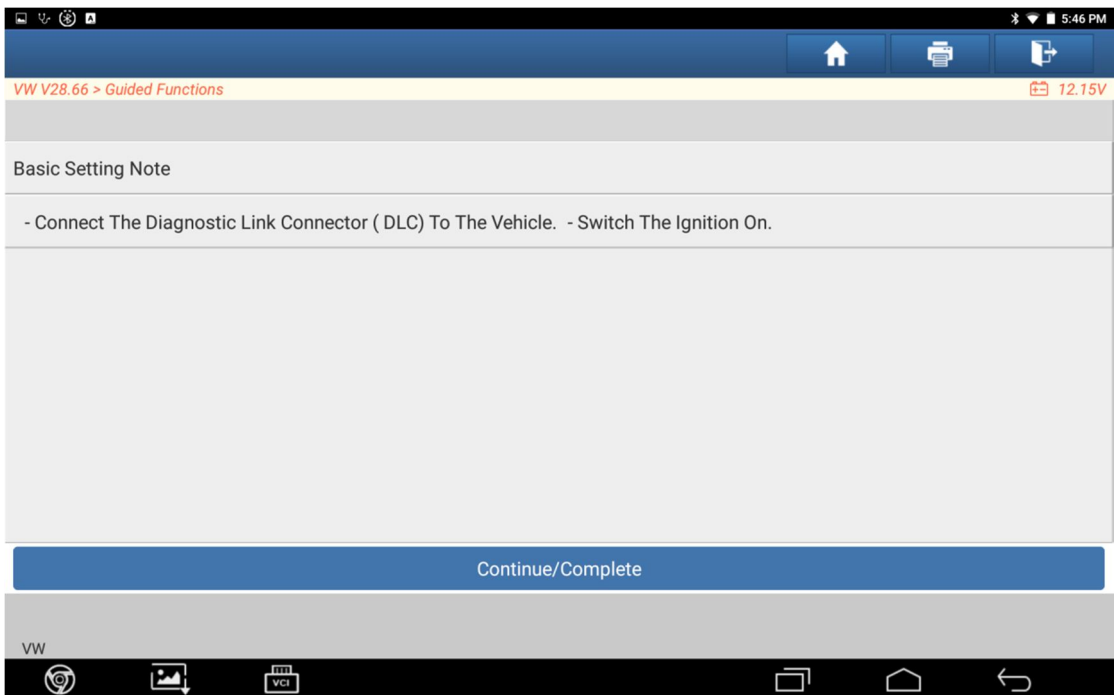 A
5:46 PM
VW V28.66 > Guided Functions
12.15V
Basic Setting Note
- Connect The Diagnostic Link Connector ( DLC) To The Vehicle.  - Switch The Ignition On.
Continue/Complete
VW
VCI